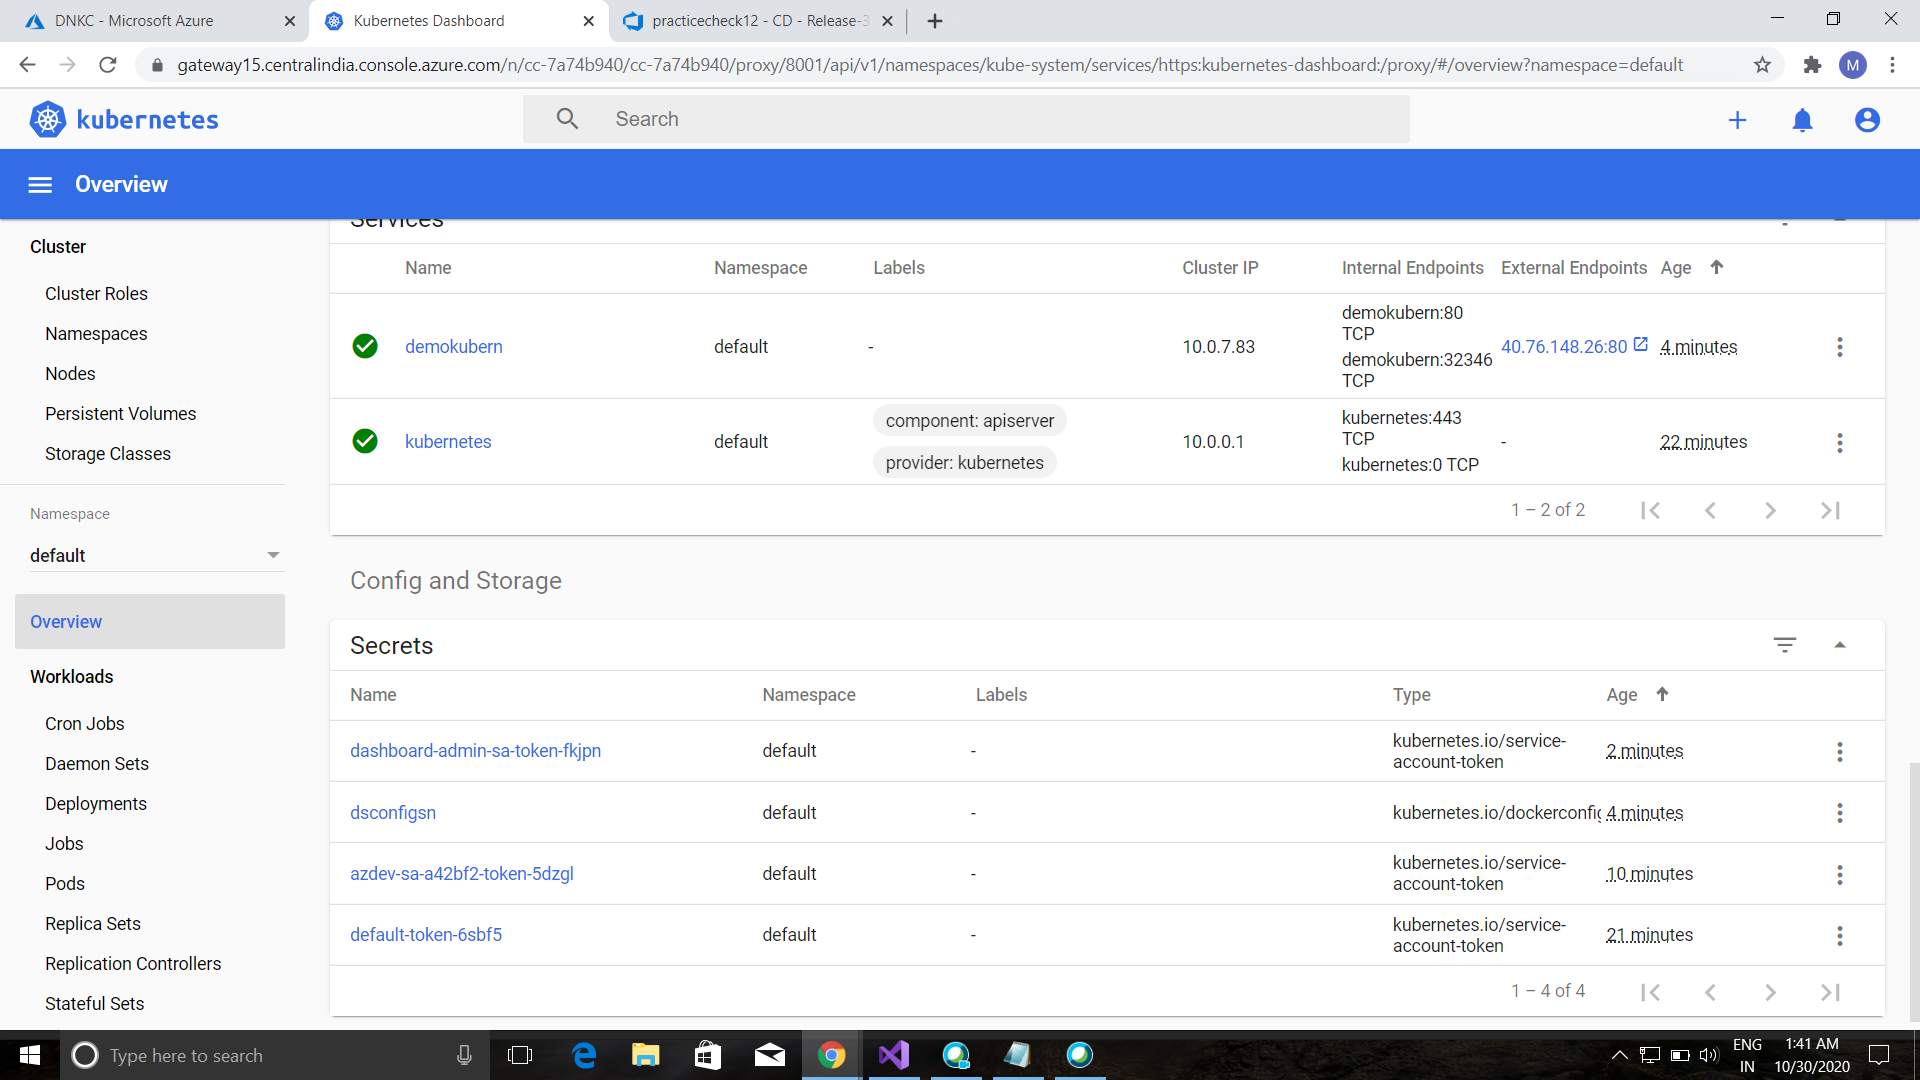 DNKC - Microsoft Azure
Kubernetes Dashboard
practicecheck12 - CD - Release-3
gateway15.centralindia.console.azure.com/n/cc-7a74b940/cc-7a74b940/proxy/8001/api/v1/namespaces/kube-system/services/https:kubernetes-dashboard:/proxy/#/overview?namespace=default
M
kubernetes
Search
Overview
Cluster
Cluster Roles
Namespaces
Nodes
Persistent Volumes
Storage Classes
Namespace
default
Overview
Workloads
Cron Jobs
Daemon Sets
Deployments
Jobs
Pods
Replica Sets
Replication Controllers
Stateful Sets
Services
Name Namespace Labels Cluster IP Internal Endpoints External Endpoints Age
demokubern default - 10.0.7.83 demokubern:80 TCP demokubern:32346 TCP 40.76.148.26:80 4 minutes
kubernetes default component: apiserver provider: kubernetes 10.0.0.1 kubernetes:443 TCP kubernetes:0 TCP - 22 minutes
1 – 2 of 2
Config and Storage
Secrets
Name Namespace Labels Type Age
dashboard-admin-sa-token-fkjpn default - kubernetes.io/service-account-token 2 minutes
dsconfigsn default - kubernetes.io/dockerconfig 4 minutes
azdev-sa-a42bf2-token-5dzgl default - kubernetes.io/service-account-token 10 minutes
default-token-6sbf5 default - kubernetes.io/service-account-token 21 minutes
1 – 4 of 4
Type here to search
ENG
IN
1:41 AM
10/30/2020